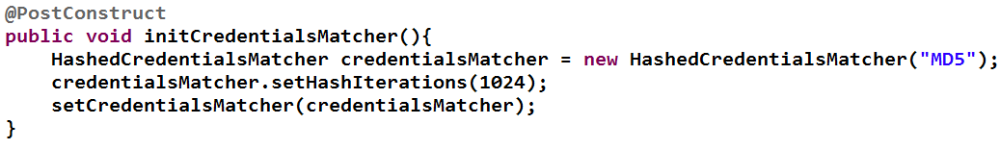 @PostConstruct
public void initCredentialsMatcher(){
    HashedCredentialsMatcher credentialsMatcher = new HashedCredentialsMatcher("MD5");
    credentialsMatcher.setHashIterations(1024);
    setCredentialsMatcher(credentialsMatcher);
}